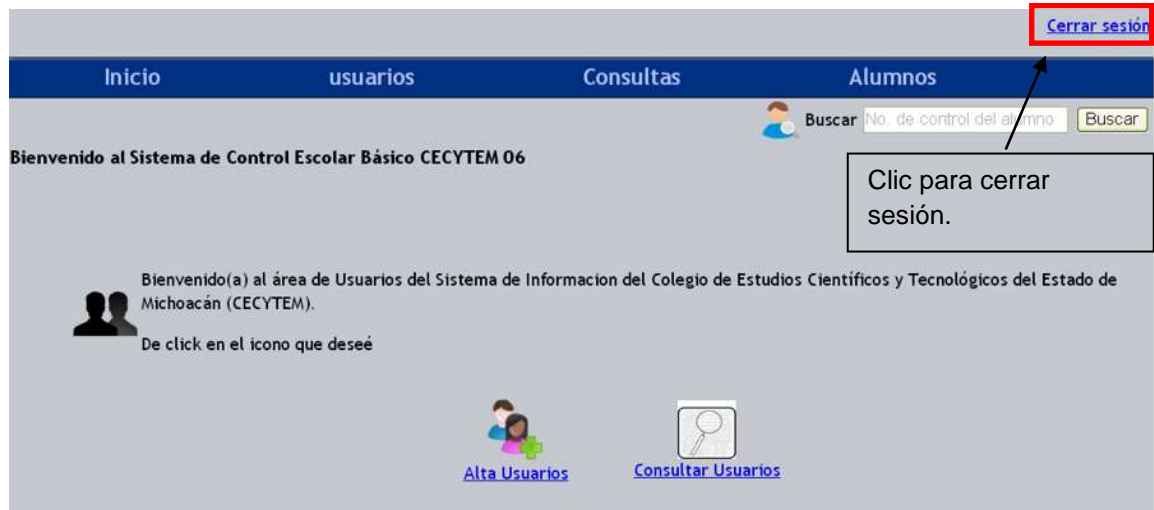 Cerrar sesión
Inicio usuarios Consultas Alumnos
Buscar No. de control del alumno Buscar
Bienvenido al Sistema de Control Escolar Básico CECYTEM 06
Clic para cerrar
sesión.
Bienvenido(a) al área de Usuarios del Sistema de Informacion del Colegio de Estudios Científicos y Tecnológicos del Estado de
Michoacán (CECYTEM).
De click en el icono que deseé
Alta Usuarios Consultar Usuarios